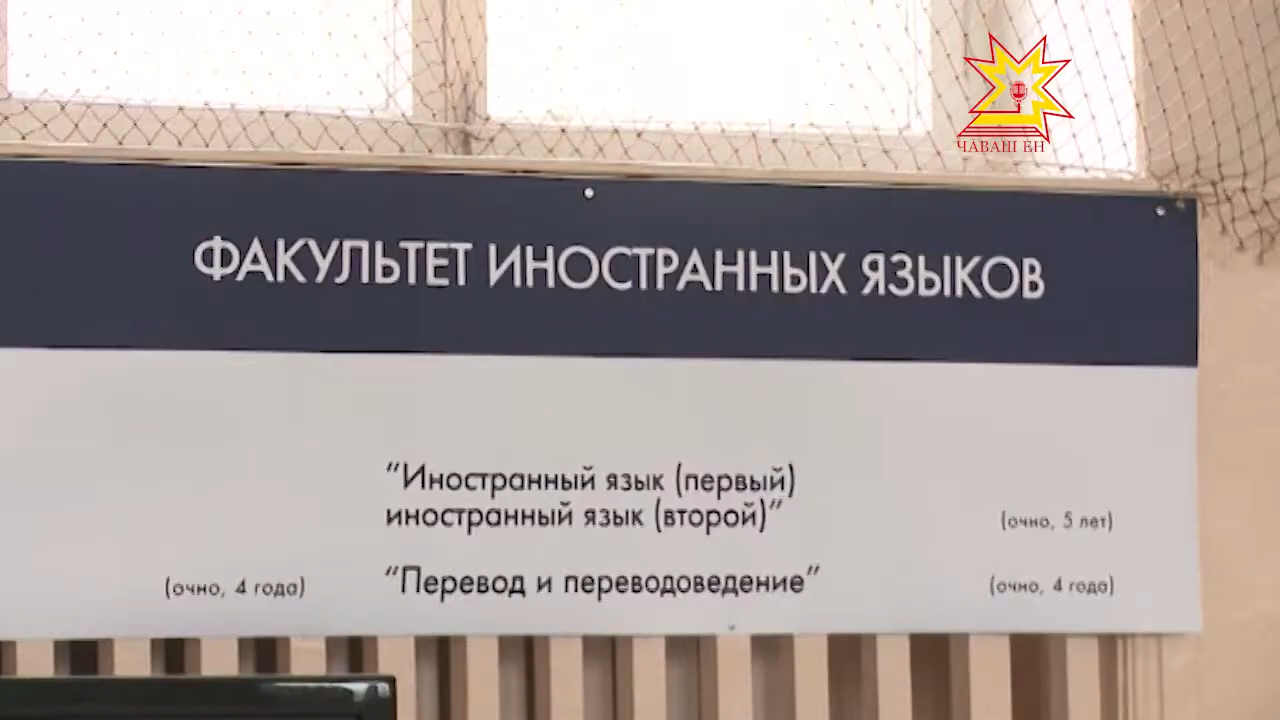 ЧӐВАШ ЕН
ФАКУЛЬТЕТ ИНОСТРАННЫХ ЯЗЫКОВ
“Иностранный язык (первый)
иностранный язык (второй)” (очно, 5 лет)
(очно, 4 года) “Перевод и переводоведение” (очно, 4 года)